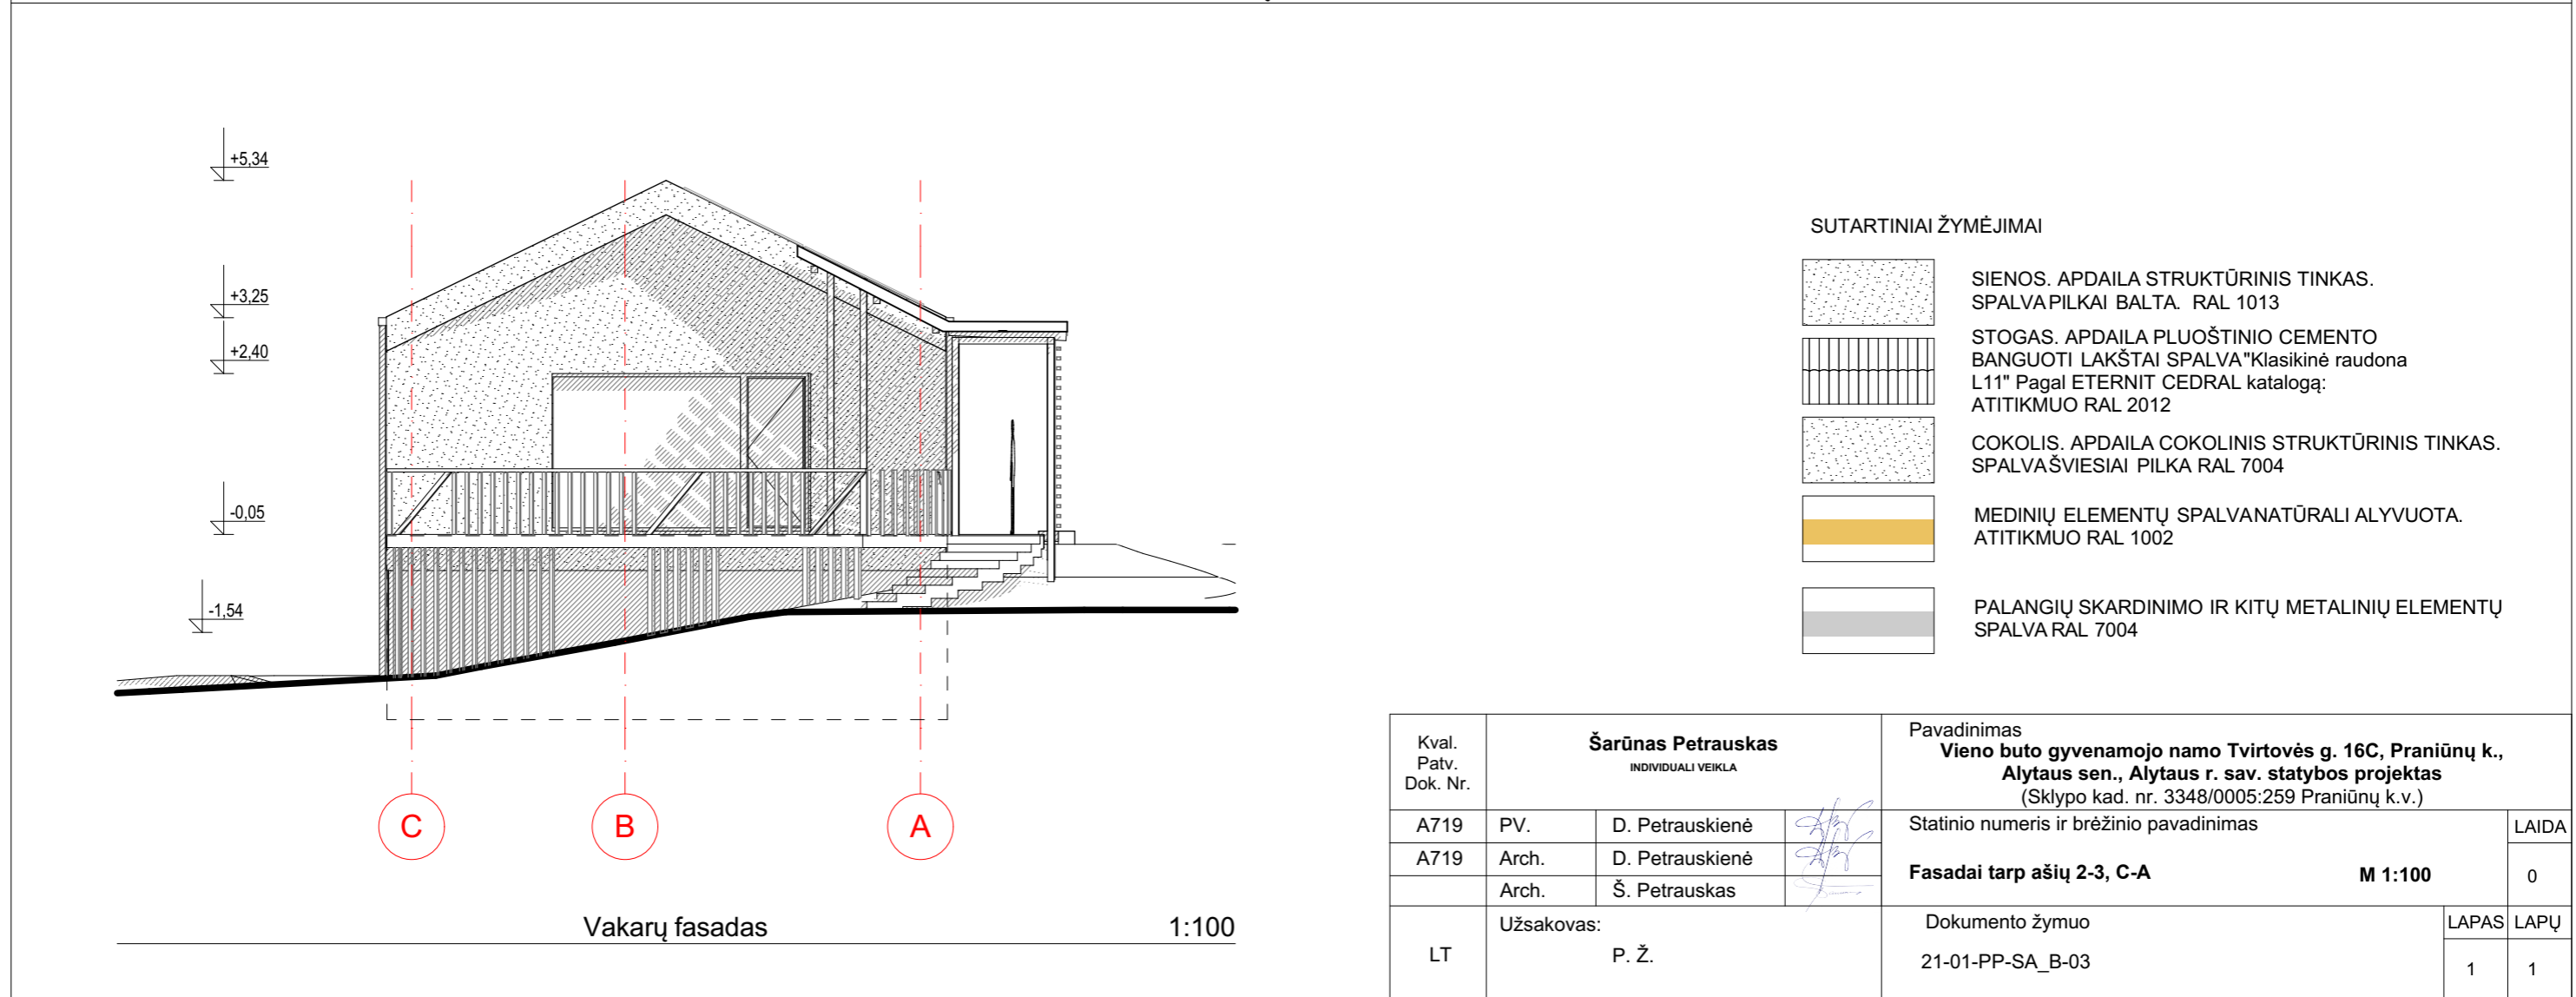 +5,34
+3,25
+2,40
-0,05
-1,54
C
B
A
Vakarų fasadas 1:100
SUTARTINIAI ŽYMĖJIMAI
SIENOS. APDAILA STRUKTŪRINIS TINKAS.
SPALVA PILKAI BALTA. RAL 1013
STOGAS. APDAILA PLUOŠTINIO CEMENTO
BANGUOTI LAKŠTAI SPALVA "Klasikinė raudona
L11" Pagal ETERNIT CEDRAL katalogą:
ATITIKMUO RAL 2012
COKOLIS. APDAILA COKOLINIS STRUKTŪRINIS TINKAS.
SPALVA ŠVIESIAI PILKA RAL 7004
MEDINIŲ ELEMENTŲ SPALVA NATŪRALI ALYVUOTA.
ATITIKMUO RAL 1002
PALANGIŲ SKARDINIMO IR KITŲ METALINIŲ ELEMENTŲ
SPALVA RAL 7004
Kval.
Patv.
Dok. Nr.
Šarūnas Petrauskas
INDIVIDUALI VEIKLA
Pavadinimas
Vieno buto gyvenamojo namo Tvirtovės g. 16C, Praniūnų k.,
Alytaus sen., Alytaus r. sav. statybos projektas
(Sklypo kad. nr. 3348/0005:259 Praniūnų k.v.)
A719 PV. D. Petrauskienė
A719 Arch. D. Petrauskienė
Arch. Š. Petrauskas
Statinio numeris ir brėžinio pavadinimas
Fasadai tarp ašių 2-3, C-A M 1:100
LAIDA
0
LT
Užsakovas:
P. Ž.
Dokumento žymuo
21-01-PP-SA_B-03
LAPAS LAPŲ
1 1